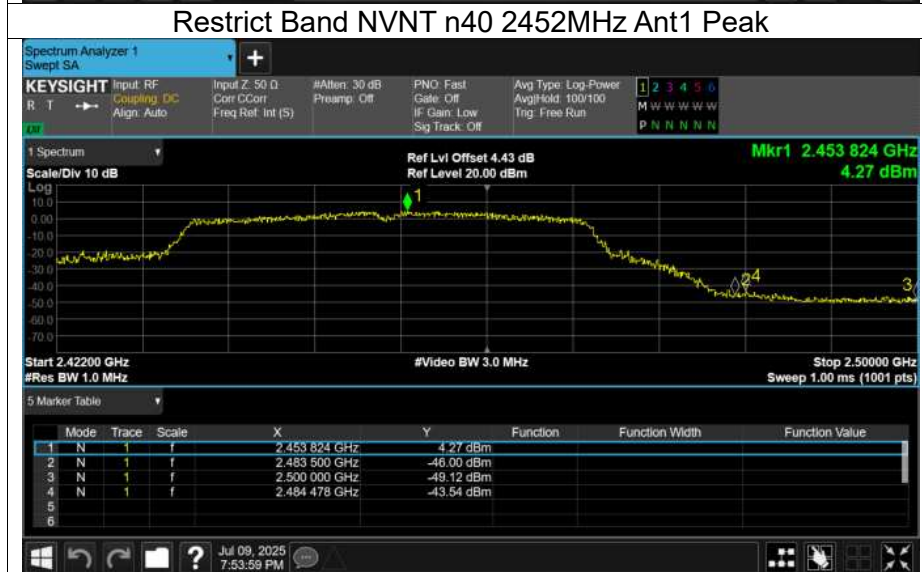 Restrict Band NVNT n40 2452MHz Ant1 Peak
Spectrum Analyzer 1
Swept SA
+
KEYSIGHT Input: RF Input Z: 50 Ω #Atten: 30 dB PNO: Fast Avg Type: Log-Power 1 2 3 4 5 6
R T Coupling: DC Corr CCorr Preamp: Off Gate: Off Avg|Hold: 100/100 M W W W W W
Align: Auto Freq Ref: Int (S) IF Gain: Low Trig: Free Run
Sig Track: Off P N N N N N
1 Spectrum
Scale/Div 10 dB
Ref Lvl Offset 4.43 dB
Ref Level 20.00 dBm
Mkr1 2.453 824 GHz
4.27 dBm
Log
10.0
0.00
-10.0
-20.0
-30.0
-40.0
-50.0
-60.0
-70.0
1
2 4
3
Start 2.42200 GHz #Video BW 3.0 MHz Stop 2.50000 GHz
#Res BW 1.0 MHz Sweep 1.00 ms (1001 pts)
5 Marker Table
Mode Trace Scale X Y Function Function Width Function Value
1 N 1 f 2.453 824 GHz 4.27 dBm
2 N 1 f 2.483 500 GHz -46.00 dBm
3 N 1 f 2.500 000 GHz -49.12 dBm
4 N 1 f 2.484 478 GHz -43.54 dBm
5
6
? Jul 09, 2025
7:53:59 PM